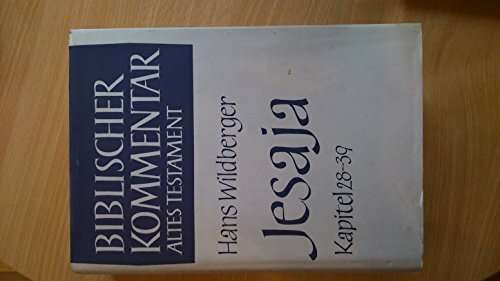 BIBLISCHER
KOMMENTAR
ALTES TESTAMENT
Hans Wildberger
Jesaja
Kapitel 28-39